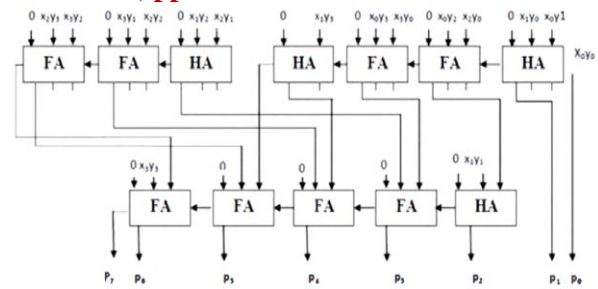 0 x₂y₃ x₃y₂ 0 x₃y₁ x₂y₂ 0 x₁y₂ x₂y₁ 0 x₁y₃ 0 x₀y₃ x₃y₀ 0 x₀y₂ x₂y₀ 0 x₁y₀ x₀y1
FA FA HA HA FA FA HA X₀y₀
0 x₃y₃ 0 0 0 0 x₁y₁
FA FA FA FA HA
P₇ P₆ P₅ P₄ P₃ P₂ P₁ P₀